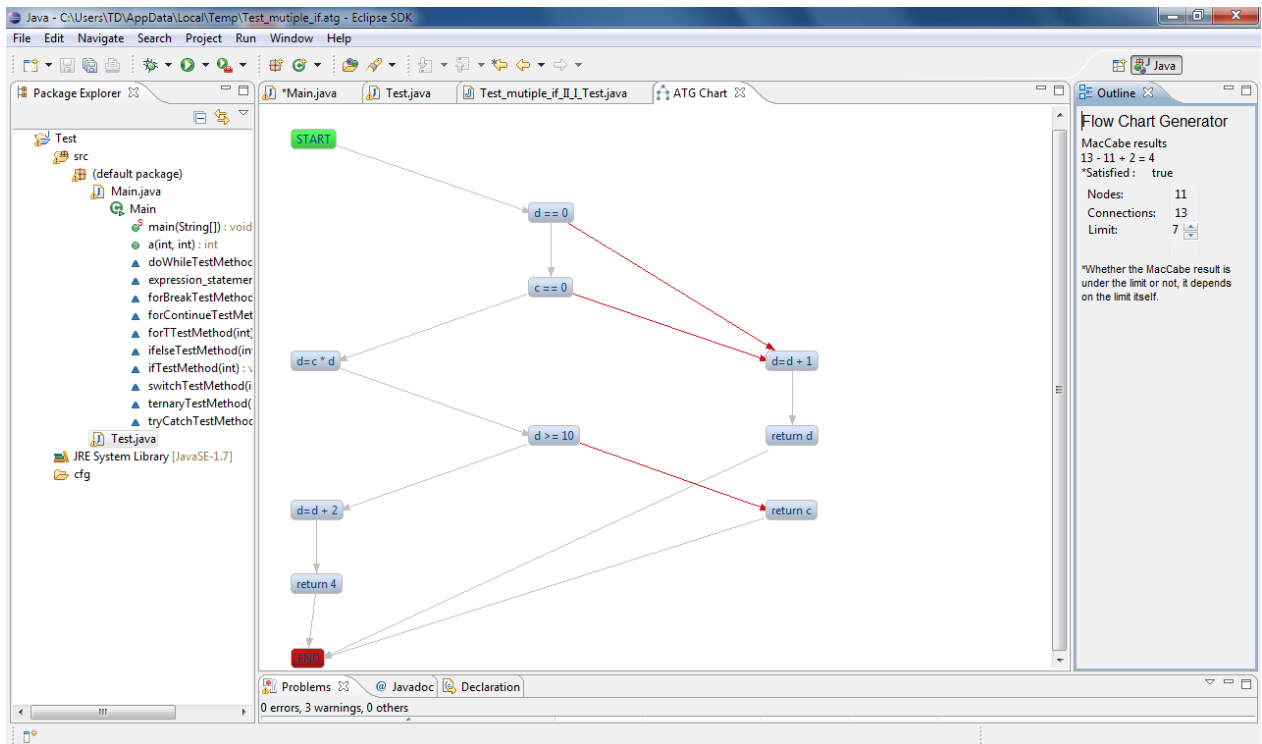 Java - C:\Users\TD\AppData\Local\Temp\Test_mutiple_if.atg - Eclipse SDK
File Edit Navigate Search Project Run Window Help
Java
Package Explorer
Test
src
(default package)
Main.java
Main
main(String[]) : void
a(int, int) : int
doWhileTestMethod
expression_statemer
forBreakTestMethoc
forContinueTestMet
forTTestMethod(int)
ifelseTestMethod(in
ifTestMethod(int) : v
switchTestMethod(i
ternaryTestMethod(
tryCatchTestMethoc
Test.java
JRE System Library [JavaSE-1.7]
cfg
*Main.java Test.java Test_mutiple_if_II_I_Test.java ATG Chart
START
d == 0
c == 0
d=c * d
d=d + 1
d >= 10
return d
d=d + 2
return c
return 4
END
Outline
Flow Chart Generator
MacCabe results
13 - 11 + 2 = 4
*Satisfied : true
Nodes: 11
Connections: 13
Limit: 7
*Whether the MacCabe result is
under the limit or not, it depends
on the limit itself.
Problems @ Javadoc Declaration
0 errors, 3 warnings, 0 others